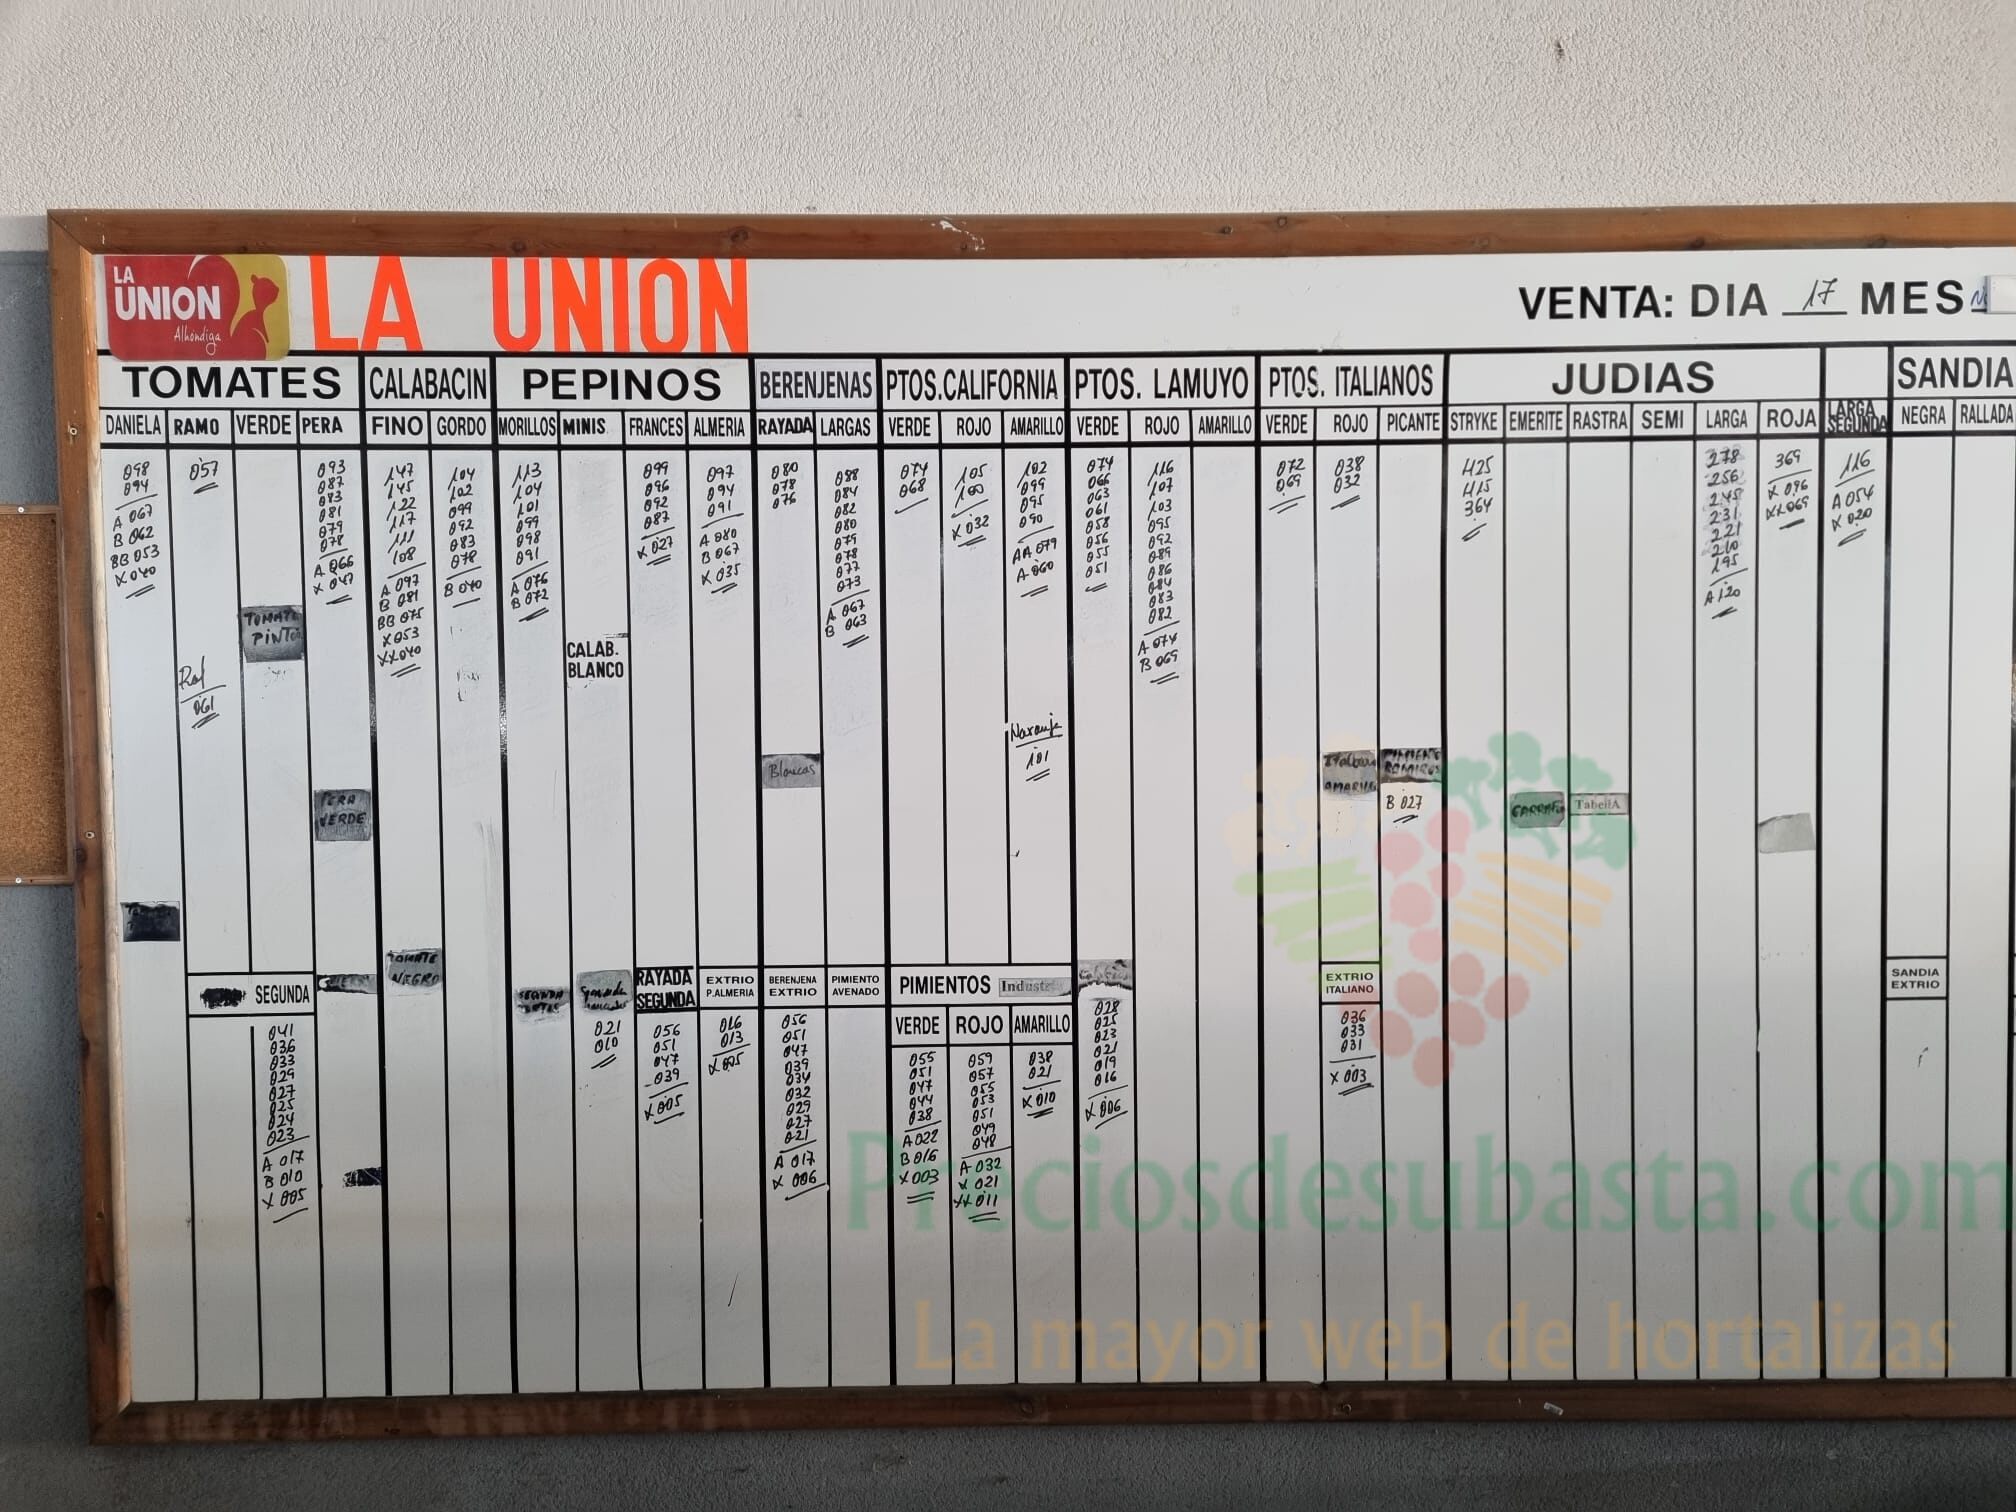 LA
UNION
Alhóndiga
LA UNION
VENTA: DIA 17 MES
TOMATES CALABACIN PEPINOS BERENJENAS PTOS.CALIFORNIA PTOS. LAMUYO PTOS. ITALIANOS JUDIAS SANDIA
DANIELA RAMO VERDE PERA FINO GORDO MORILLOS MINIS. FRANCES ALMERIA RAYADA LARGAS VERDE ROJO AMARILLO VERDE ROJO AMARILLO VERDE ROJO PICANTE STRYKE EMERITE RASTRA SEMI LARGA ROJA LARGA SEGUNDA NEGRA RALLADA
098
094
A 067
B 062
BB 053
X 040
057
Raf
061
TOMATE
PINTON
093
087
083
081
079
078
A 066
X 047
PERA
VERDE
147
145
122
117
111
108
A 097
B 081
BB 075
X 053
XX 040
TOMATE
NEGRO
104
102
099
092
083
078
B 040
113
104
101
099
098
091
A 076
B 072
CALAB.
BLANCO
099
096
092
087
X 027
097
094
091
A 080
B 067
X 035
080
078
076
Blancas
088
084
082
080
079
078
077
073
A 067
B 063
074
068
105
100
X 032
102
099
095
090
AA 079
A 060
Naranja
101
074
066
063
061
058
056
055
051
116
107
103
095
092
089
086
084
083
082
A 074
B 069
072
069
038
032
AMARILLO
PIMIENTO
B 027
425
415
364
TabellA
278
256
245
231
221
210
195
A 120
369
X 096
XX 069
116
A 054
X 020
SEGUNDA
041
036
033
029
027
025
024
023
A 017
B 010
X 005
SEGUNDA
021
010
RAYADA
SEGUNDA
056
051
047
039
X 005
EXTRIO
P.ALMERIA
016
013
X 005
BERENJENA
EXTRIO
056
051
047
039
034
032
029
027
021
A 017
X 006
PIMIENTO
AVENADO
PIMIENTOS
VERDE ROJO AMARILLO
055
051
047
044
038
A 022
B 016
X 003
059
057
055
053
051
049
048
A 032
X 021
XX 011
038
021
X 010
028
025
023
021
019
016
X 006
EXTRIO
ITALIANO
036
033
031
X 003
SANDIA
EXTRIO
Preciosdesubasta.com
La mayor web de hortalizas